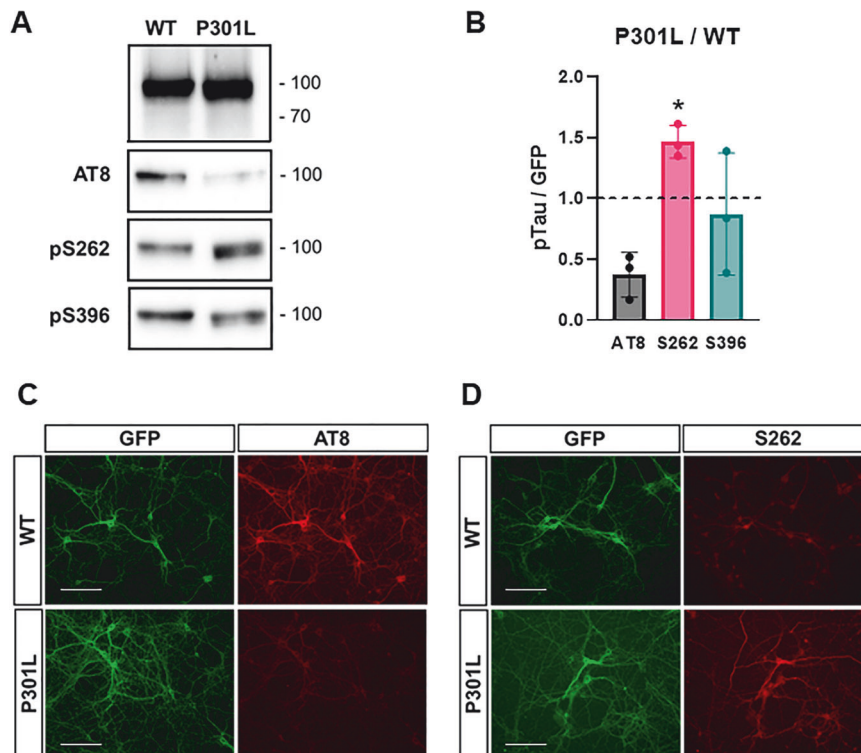 A
WT P301L
- 100
- 70
AT8
- 100
pS262
- 100
pS396
- 100
B
P301L / WT
pTau / GFP
2.0
1.5
1.0
0.5
0.0
*
AT8 S262 S396
C
GFP AT8
WT
P301L
D
GFP S262
WT
P301L